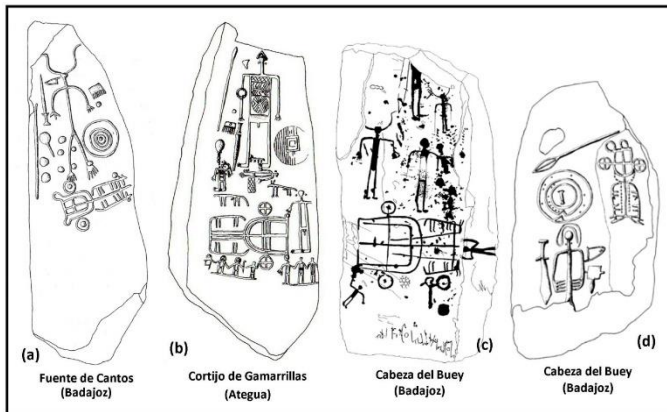 (a)
Fuente de Cantos
(Badajoz)
(b)
Cortijo de Gamarrillas
(Ategua)
(c)
Cabeza del Buey
(Badajoz)
(d)
Cabeza del Buey
(Badajoz)